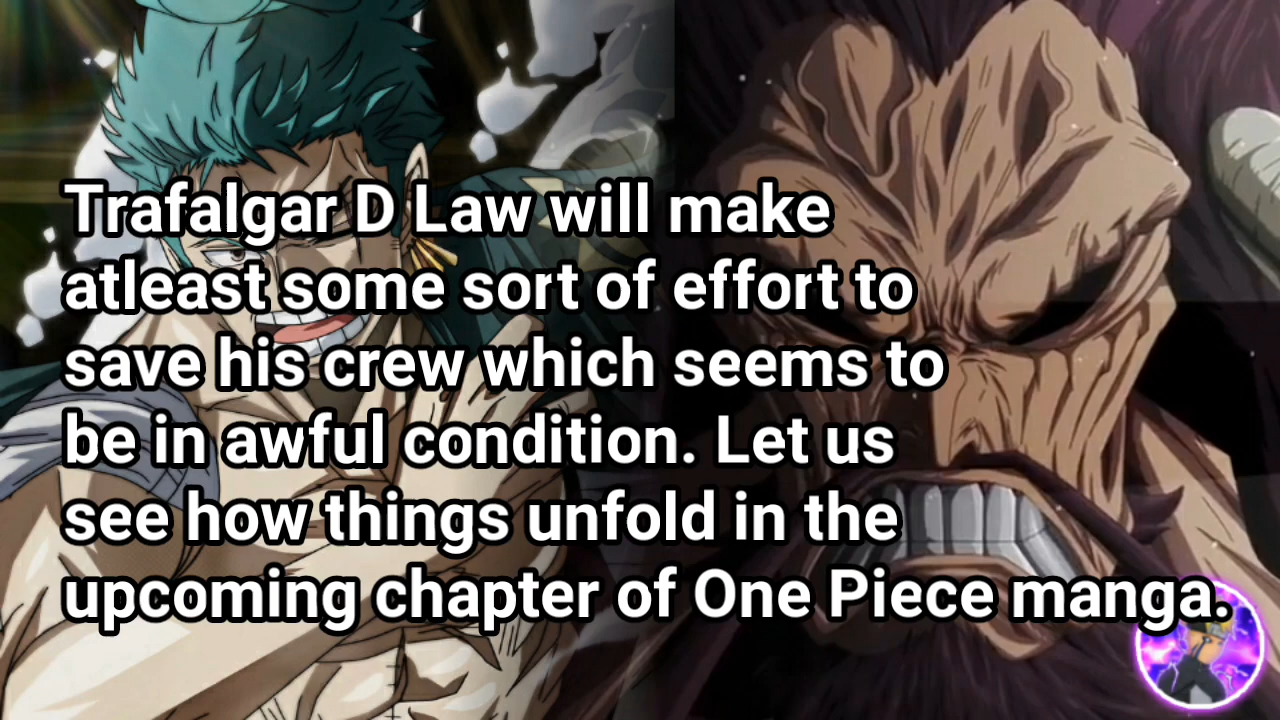 Trafalgar D Law will make
atleast some sort of effort to
save his crew which seems to
be in awful condition. Let us
see how things unfold in the
upcoming chapter of One Piece manga.